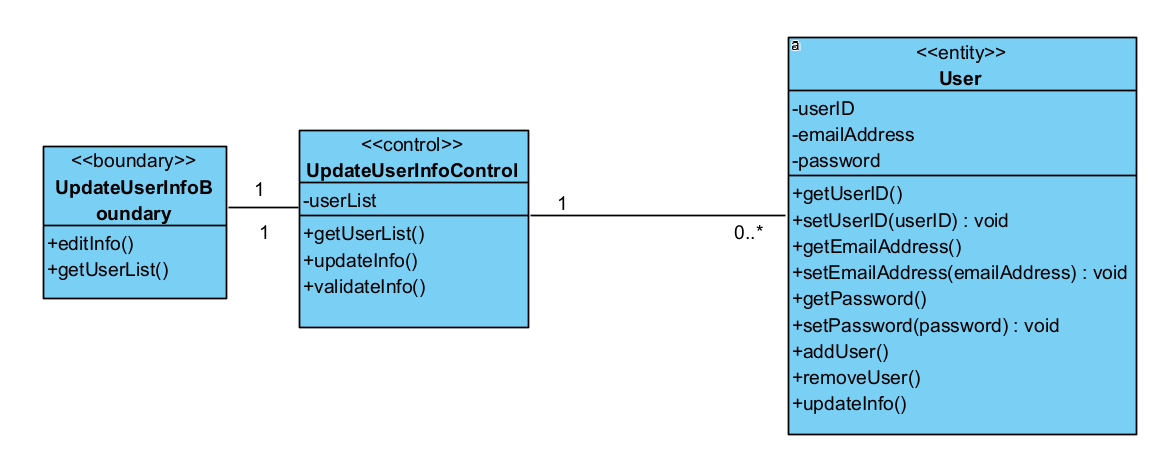 <<boundary>>
UpdateUserInfoB
oundary
+editInfo()
+getUserList()
1
1
<<control>>
UpdateUserInfoControl
-userList
+getUserList()
+updateInfo()
+validateInfo()
1
0..*
a
<<entity>>
User
-userID
-emailAddress
-password
+getUserID()
+setUserID(userID) : void
+getEmailAddress()
+setEmailAddress(emailAddress) : void
+getPassword()
+setPassword(password) : void
+addUser()
+removeUser()
+updateInfo()